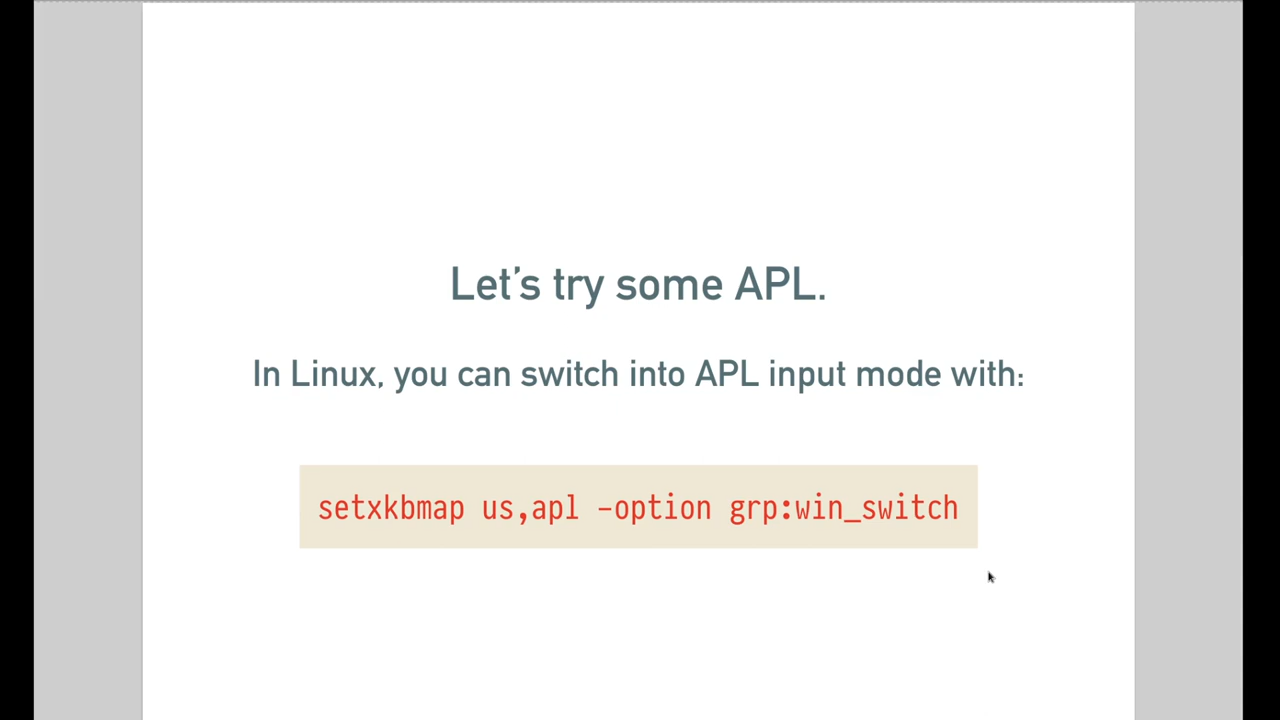 Let’s try some APL.
In Linux, you can switch into APL input mode with:
setxkbmap us,apl -option grp:win_switch